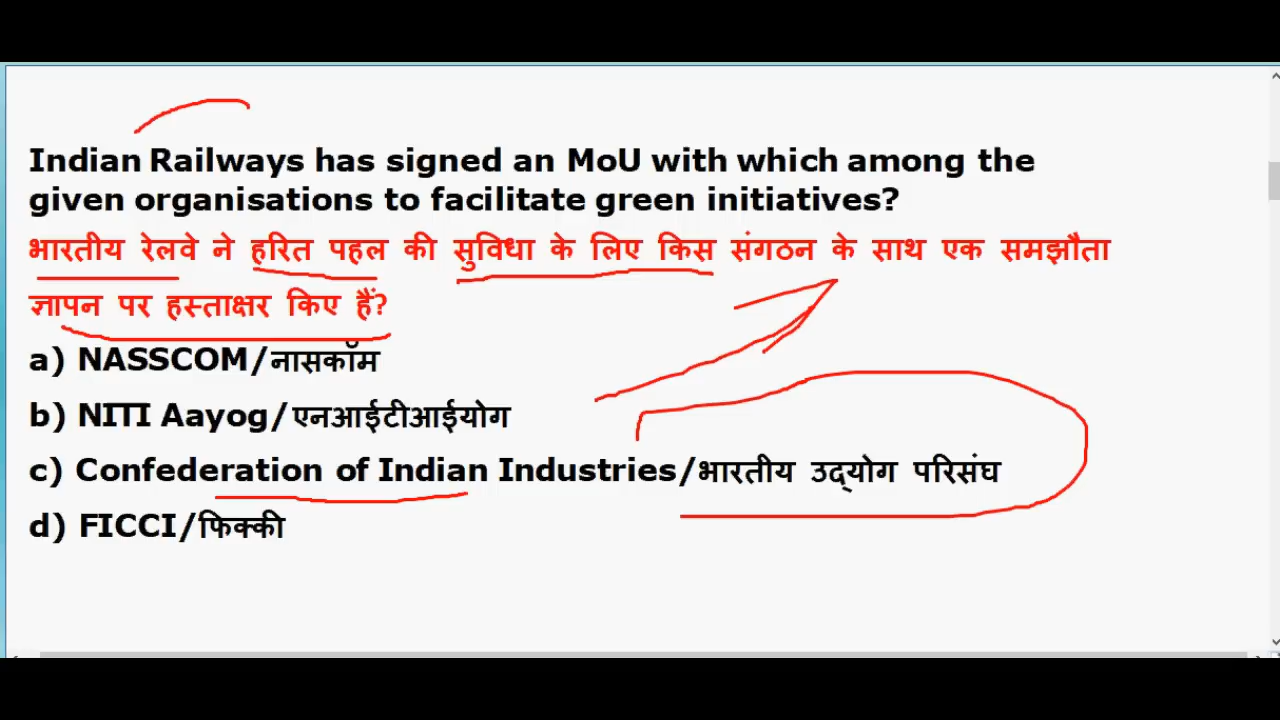 Indian Railways has signed an MoU with which among the
given organisations to facilitate green initiatives?
भारतीय रेलवे ने हरित पहल की सुविधा के लिए किस संगठन के साथ एक समझौता
ज्ञापन पर हस्ताक्षर किए हैं?
a) NASSCOM/नासकॉम
b) NITI Aayog/एनआईटीआईयोग
c) Confederation of Indian Industries/भारतीय उद्योग परिसंघ
d) FICCI/फिक्की